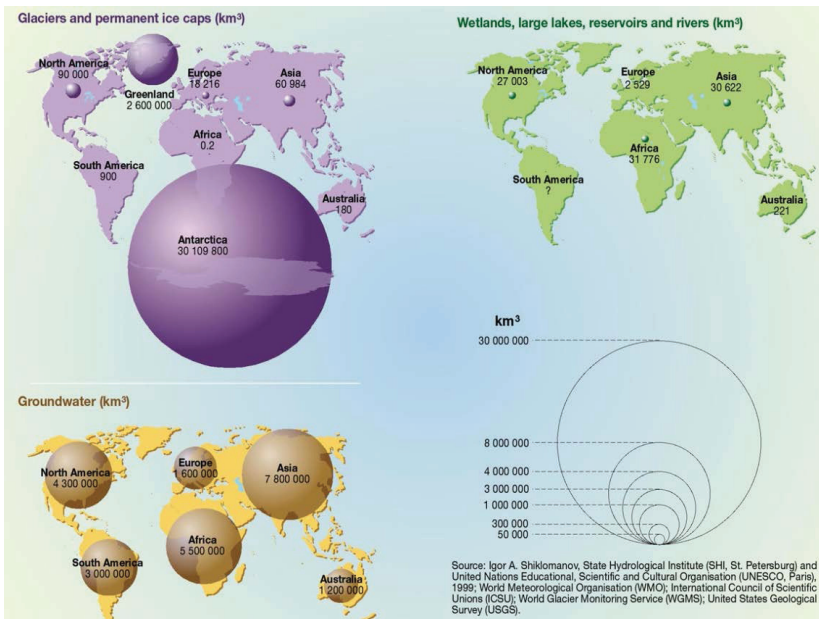 Glaciers and permanent ice caps (km³)
North America
90 000
Greenland
2 600 000
Europe
18 216
Asia
60 984
Africa
0.2
South America
900
Australia
180
Antarctica
30 109 800
Wetlands, large lakes, reservoirs and rivers (km³)
North America
27 003
Europe
2 529
Asia
30 622
Africa
31 776
South America
?
Australia
221
Groundwater (km³)
North America
4 300 000
Europe
1 600 000
Asia
7 800 000
Africa
5 500 000
South America
3 000 000
Australia
1 200 000
km³
30 000 000
8 000 000
4 000 000
3 000 000
1 000 000
300 000
50 000
Source: Igor A. Shiklomanov, State Hydrological Institute (SHI, St. Petersburg) and
United Nations Educational, Scientific and Cultural Organisation (UNESCO, Paris),
1999; World Meteorological Organisation (WMO); International Council of Scientific
Unions (ICSU); World Glacier Monitoring Service (WGMS); United States Geological
Survey (USGS).